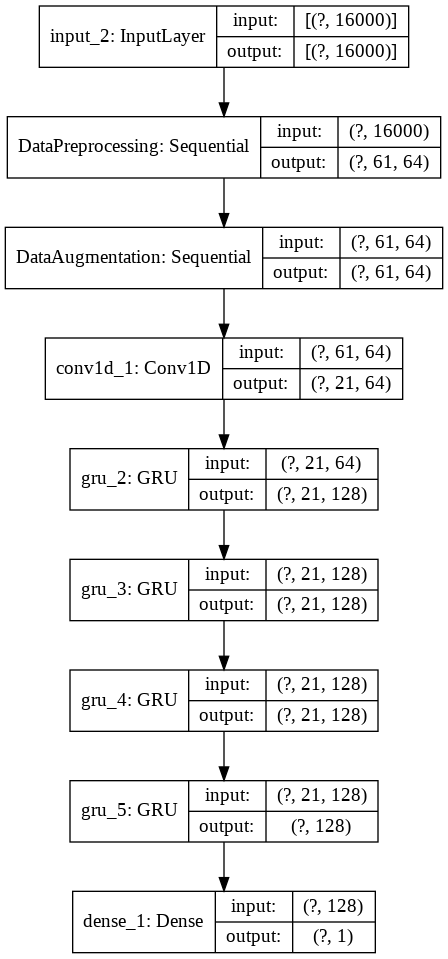 input_2: InputLayer
input:
[(?, 16000)]
output:
[(?, 16000)]
DataPreprocessing: Sequential
input:
(?, 16000)
output:
(?, 61, 64)
DataAugmentation: Sequential
input:
(?, 61, 64)
output:
(?, 61, 64)
conv1d_1: Conv1D
input:
(?, 61, 64)
output:
(?, 21, 64)
gru_2: GRU
input:
(?, 21, 64)
output:
(?, 21, 128)
gru_3: GRU
input:
(?, 21, 128)
output:
(?, 21, 128)
gru_4: GRU
input:
(?, 21, 128)
output:
(?, 21, 128)
gru_5: GRU
input:
(?, 21, 128)
output:
(?, 128)
dense_1: Dense
input:
(?, 128)
output:
(?, 1)